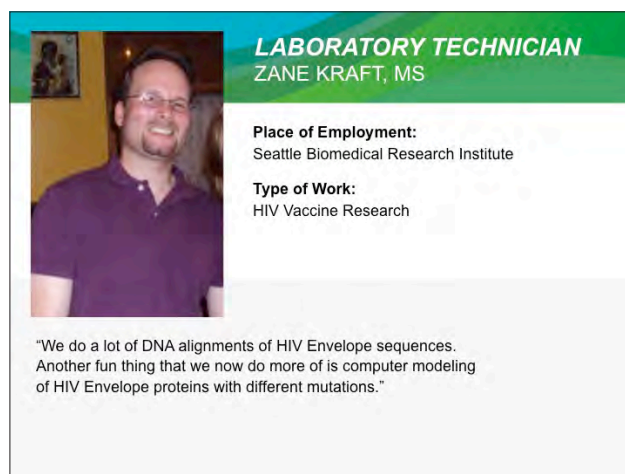 LABORATORY TECHNICIAN
ZANE KRAFT, MS
Place of Employment:
Seattle Biomedical Research Institute
Type of Work:
HIV Vaccine Research
“We do a lot of DNA alignments of HIV Envelope sequences.
Another fun thing that we now do more of is computer modeling
of HIV Envelope proteins with different mutations.”